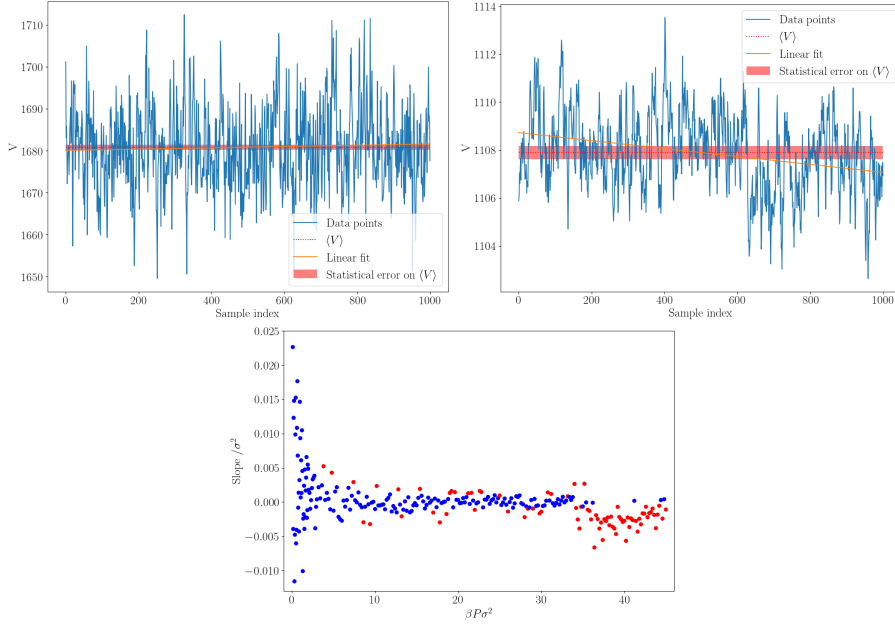 1710
1700
1690
1680
1670
1660
1650
V
0
200
400
600
800
1000
Sample index
Data points
⟨V⟩
Linear fit
Statistical error on ⟨V⟩
1114
1112
1110
1108
1106
1104
V
0
200
400
600
800
1000
Sample index
Data points
⟨V⟩
Linear fit
Statistical error on ⟨V⟩
0.025
0.020
0.015
0.010
0.005
0.000
−0.005
−0.010
Slope /σ²
0
10
20
30
40
βPσ²